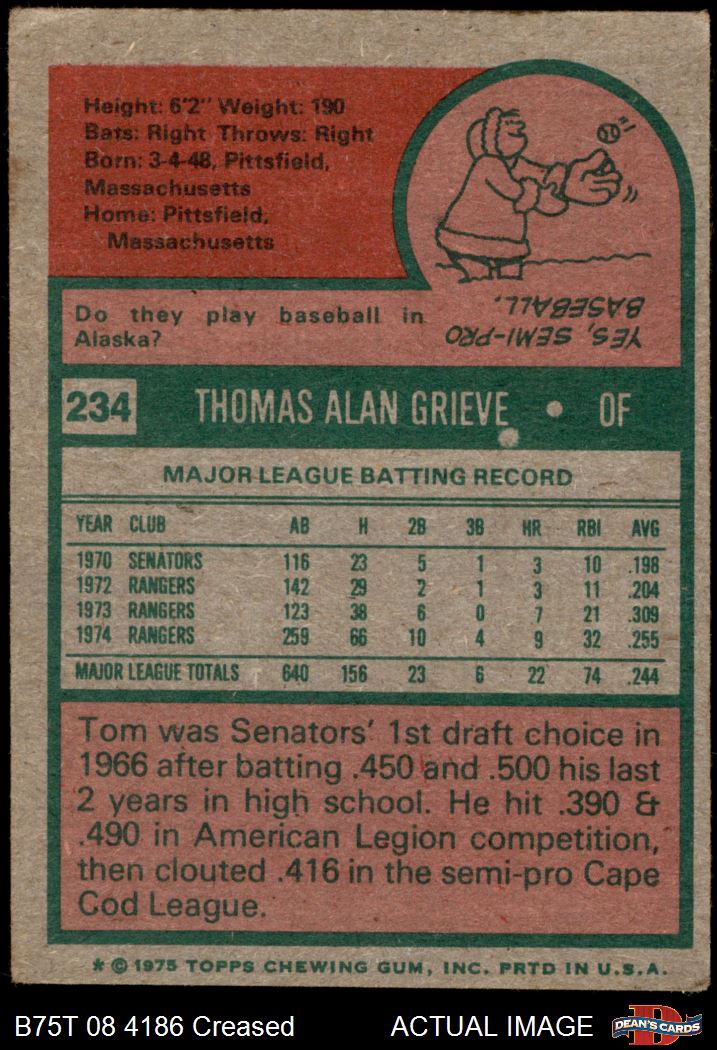 Height: 6'2" Weight: 190
Bats: Right Throws: Right
Born: 3-4-48, Pittsfield,
Massachusetts
Home: Pittsfield,
Massachusetts
Do they play baseball in
Alaska?
YES, SEMI-PRO
BASEBALL.
234 THOMAS ALAN GRIEVE • OF
MAJOR LEAGUE BATTING RECORD
YEAR CLUB AB H 2B 3B HR RBI AVG
1970 SENATORS 116 23 5 1 3 10 .198
1972 RANGERS 142 29 2 1 3 11 .204
1973 RANGERS 123 38 6 0 7 21 .309
1974 RANGERS 259 66 10 4 9 32 .255
MAJOR LEAGUE TOTALS 640 156 23 6 22 74 .244
Tom was Senators' 1st draft choice in
1966 after batting .450 and .500 his last
2 years in high school. He hit .390 &
.490 in American Legion competition,
then clouted .416 in the semi-pro Cape
Cod League.
* © 1975 TOPPS CHEWING GUM, INC. PRTD IN U.S.A.
B75T 08 4186 Creased ACTUAL IMAGE DEAN'S CARDS